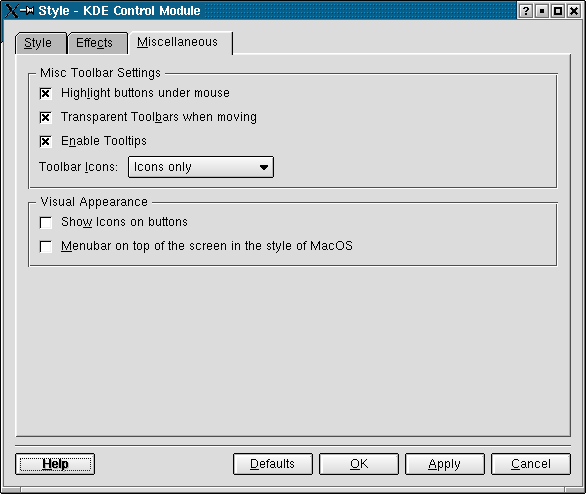 Style - KDE Control Module
Style Effects Miscellaneous
Misc Toolbar Settings
Highlight buttons under mouse
Transparent Toolbars when moving
Enable Tooltips
Toolbar Icons: Icons only
Visual Appearance
Show Icons on buttons
Menubar on top of the screen in the style of MacOS
Help Defaults OK Apply Cancel